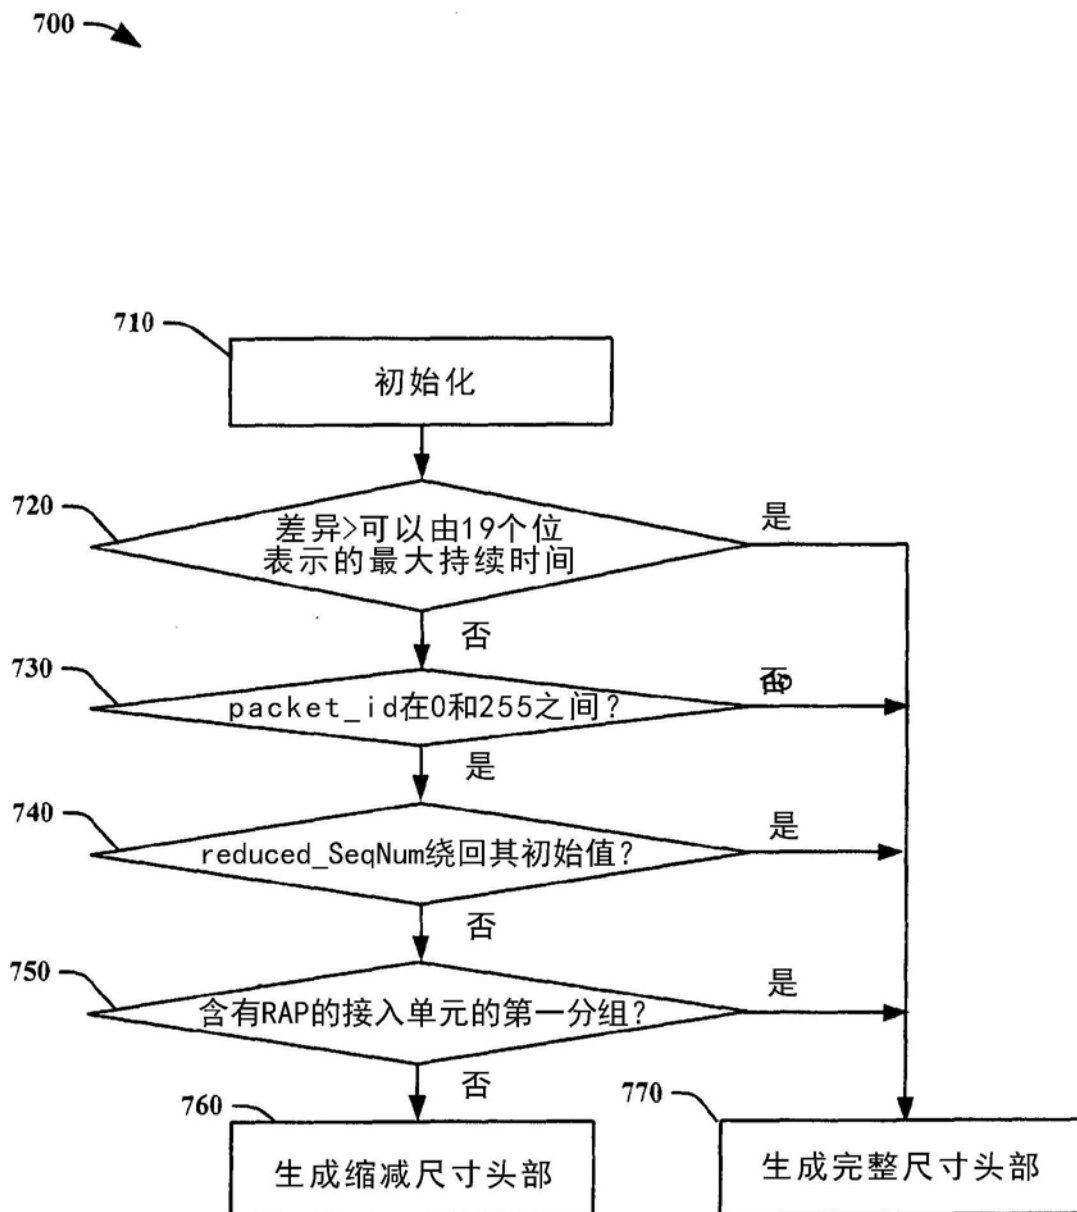 700
710
初始化
720
差异>可以由19个位
表示的最大持续时间
是
否
730
packet_id在0和255之间?
否
是
740
reduced_SeqNum绕回其初始值?
是
否
750
含有RAP的接入单元的第一分组?
是
否
760
生成缩减尺寸头部
770
生成完整尺寸头部